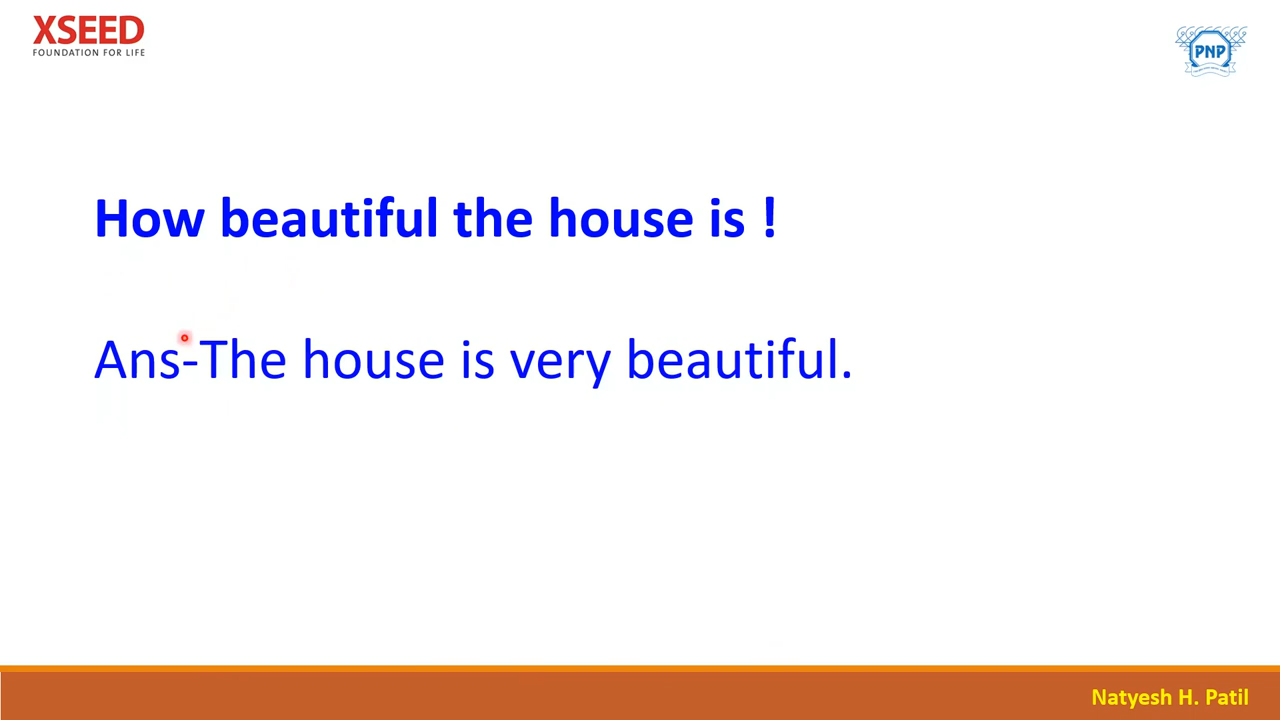 XSEED
FOUNDATION FOR LIFE
PNP
How beautiful the house is !
Ans-The house is very beautiful.
Natyesh H. Patil